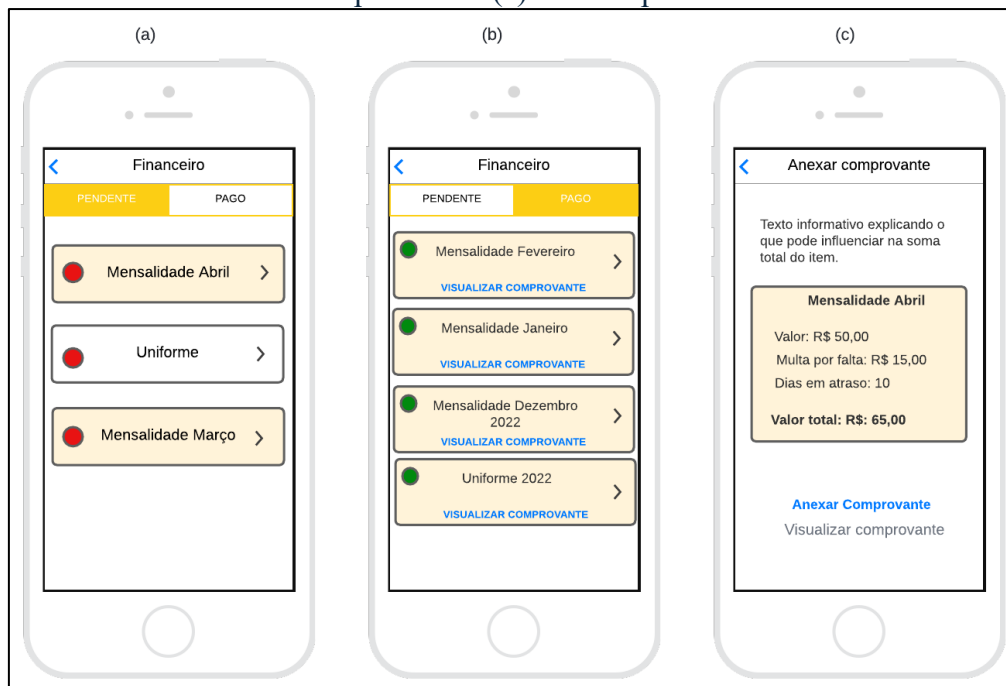 (a)
Financeiro
PENDENTE
PAGO
Mensalidade Abril
Uniforme
Mensalidade Março
(b)
Financeiro
PENDENTE
PAGO
Mensalidade Fevereiro
VISUALIZAR COMPROVANTE
Mensalidade Janeiro
VISUALIZAR COMPROVANTE
Mensalidade Dezembro
2022
VISUALIZAR COMPROVANTE
Uniforme 2022
VISUALIZAR COMPROVANTE
(c)
Anexar comprovante
Texto informativo explicando o
que pode influenciar na soma
total do item.
Mensalidade Abril
Valor: R$ 50,00
Multa por falta: R$ 15,00
Dias em atraso: 10
Valor total: R$: 65,00
Anexar Comprovante
Visualizar comprovante